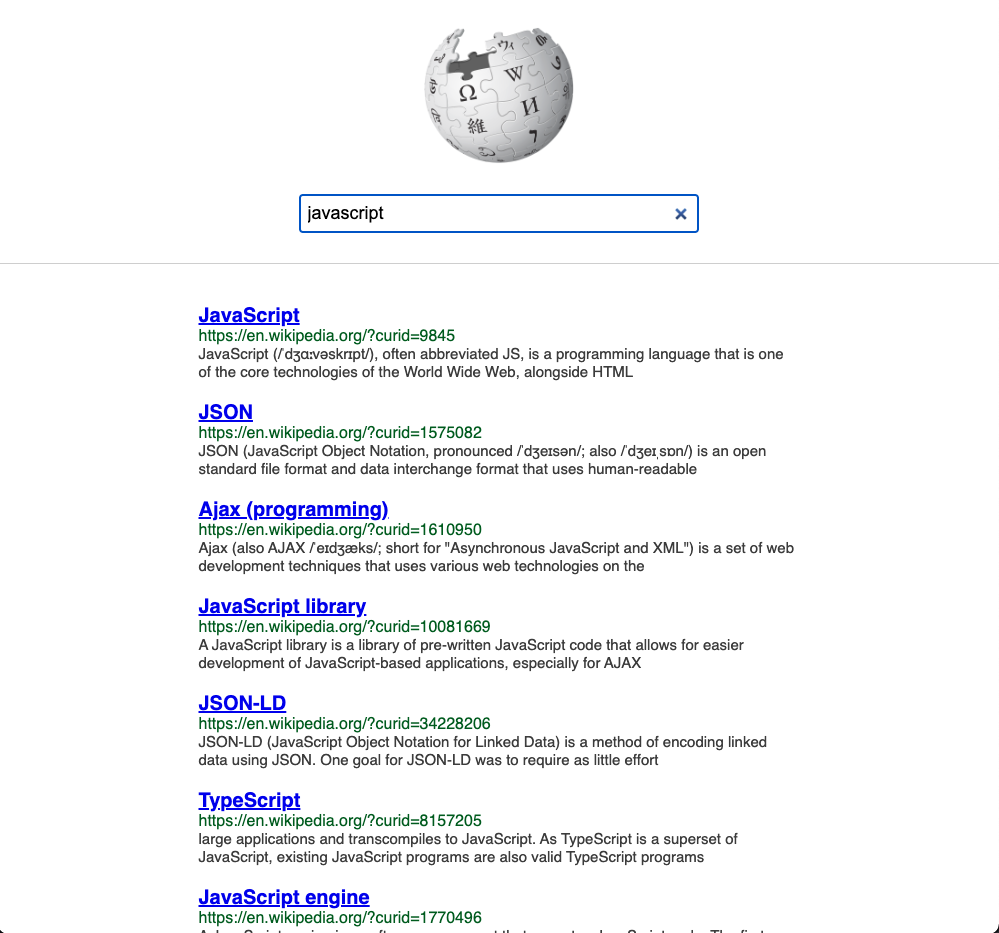 Ω W И 維 ウィ 7
javascript
JavaScript
https://en.wikipedia.org/?curid=9845
JavaScript (/ˈdʒɑːvəskrɪpt/), often abbreviated JS, is a programming language that is one
of the core technologies of the World Wide Web, alongside HTML
JSON
https://en.wikipedia.org/?curid=1575082
JSON (JavaScript Object Notation, pronounced /ˈdʒeɪsən/; also /ˈdʒeɪˌsɒn/) is an open
standard file format and data interchange format that uses human-readable
Ajax (programming)
https://en.wikipedia.org/?curid=1610950
Ajax (also AJAX /ˈeɪdʒæks/; short for "Asynchronous JavaScript and XML") is a set of web
development techniques that uses various web technologies on the
JavaScript library
https://en.wikipedia.org/?curid=10081669
A JavaScript library is a library of pre-written JavaScript code that allows for easier
development of JavaScript-based applications, especially for AJAX
JSON-LD
https://en.wikipedia.org/?curid=34228206
JSON-LD (JavaScript Object Notation for Linked Data) is a method of encoding linked
data using JSON. One goal for JSON-LD was to require as little effort
TypeScript
https://en.wikipedia.org/?curid=8157205
large applications and transcompiles to JavaScript. As TypeScript is a superset of
JavaScript, existing JavaScript programs are also valid TypeScript programs
JavaScript engine
https://en.wikipedia.org/?curid=1770496